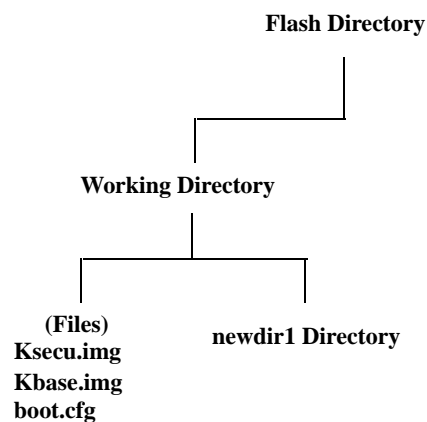 Flash Directory
Working Directory
(Files)
Ksecu.img
Kbase.img
boot.cfg
newdir1 Directory